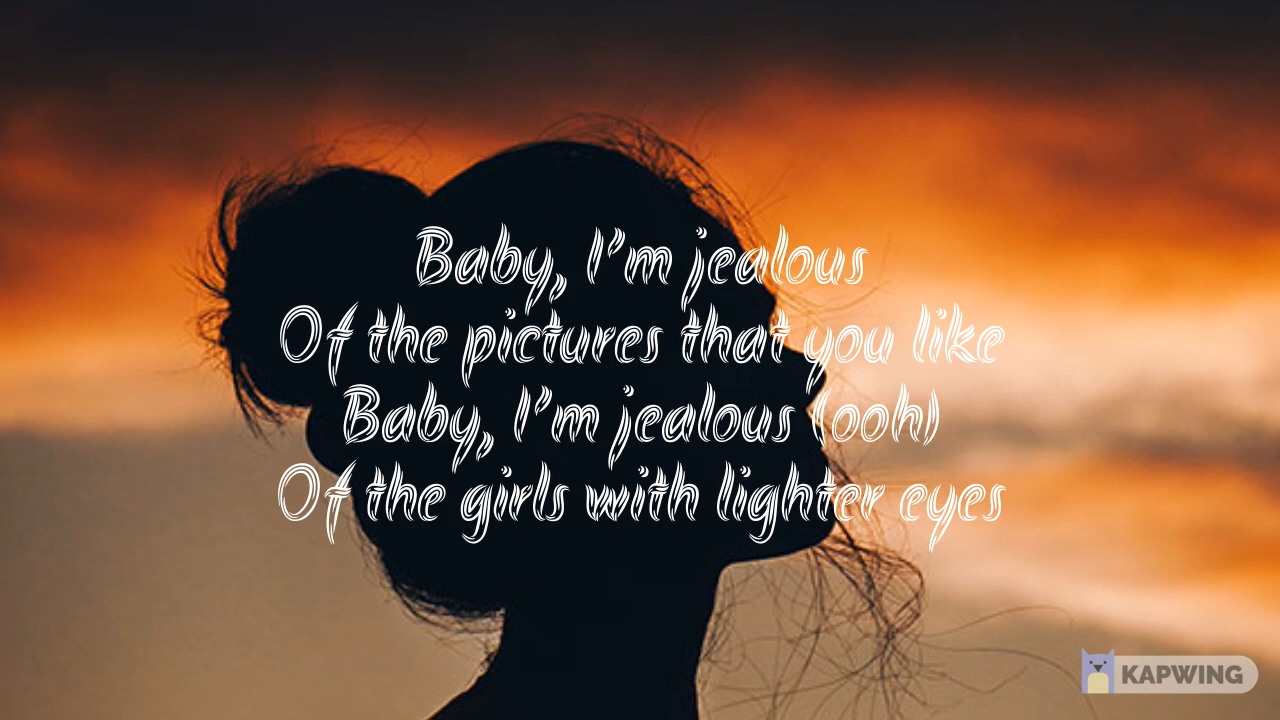 Baby, I'm jealous
Of the pictures that you like
Baby, I'm jealous (ooh)
Of the girls with lighter eyes
KAPWING